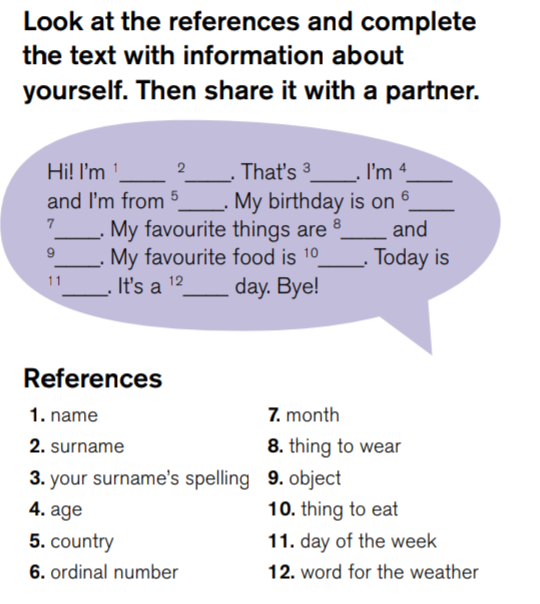 Look at the references and complete
the text with information about
yourself. Then share it with a partner.
Hi! I'm ¹____ ²____. That's ³____. I'm ⁴____
and I'm from ⁵____. My birthday is on ⁶____
⁷____. My favourite things are ⁸____ and
⁹____. My favourite food is ¹⁰____. Today is
¹¹____. It's a ¹²____ day. Bye!
References
1. name
2. surname
3. your surname's spelling
4. age
5. country
6. ordinal number
7. month
8. thing to wear
9. object
10. thing to eat
11. day of the week
12. word for the weather